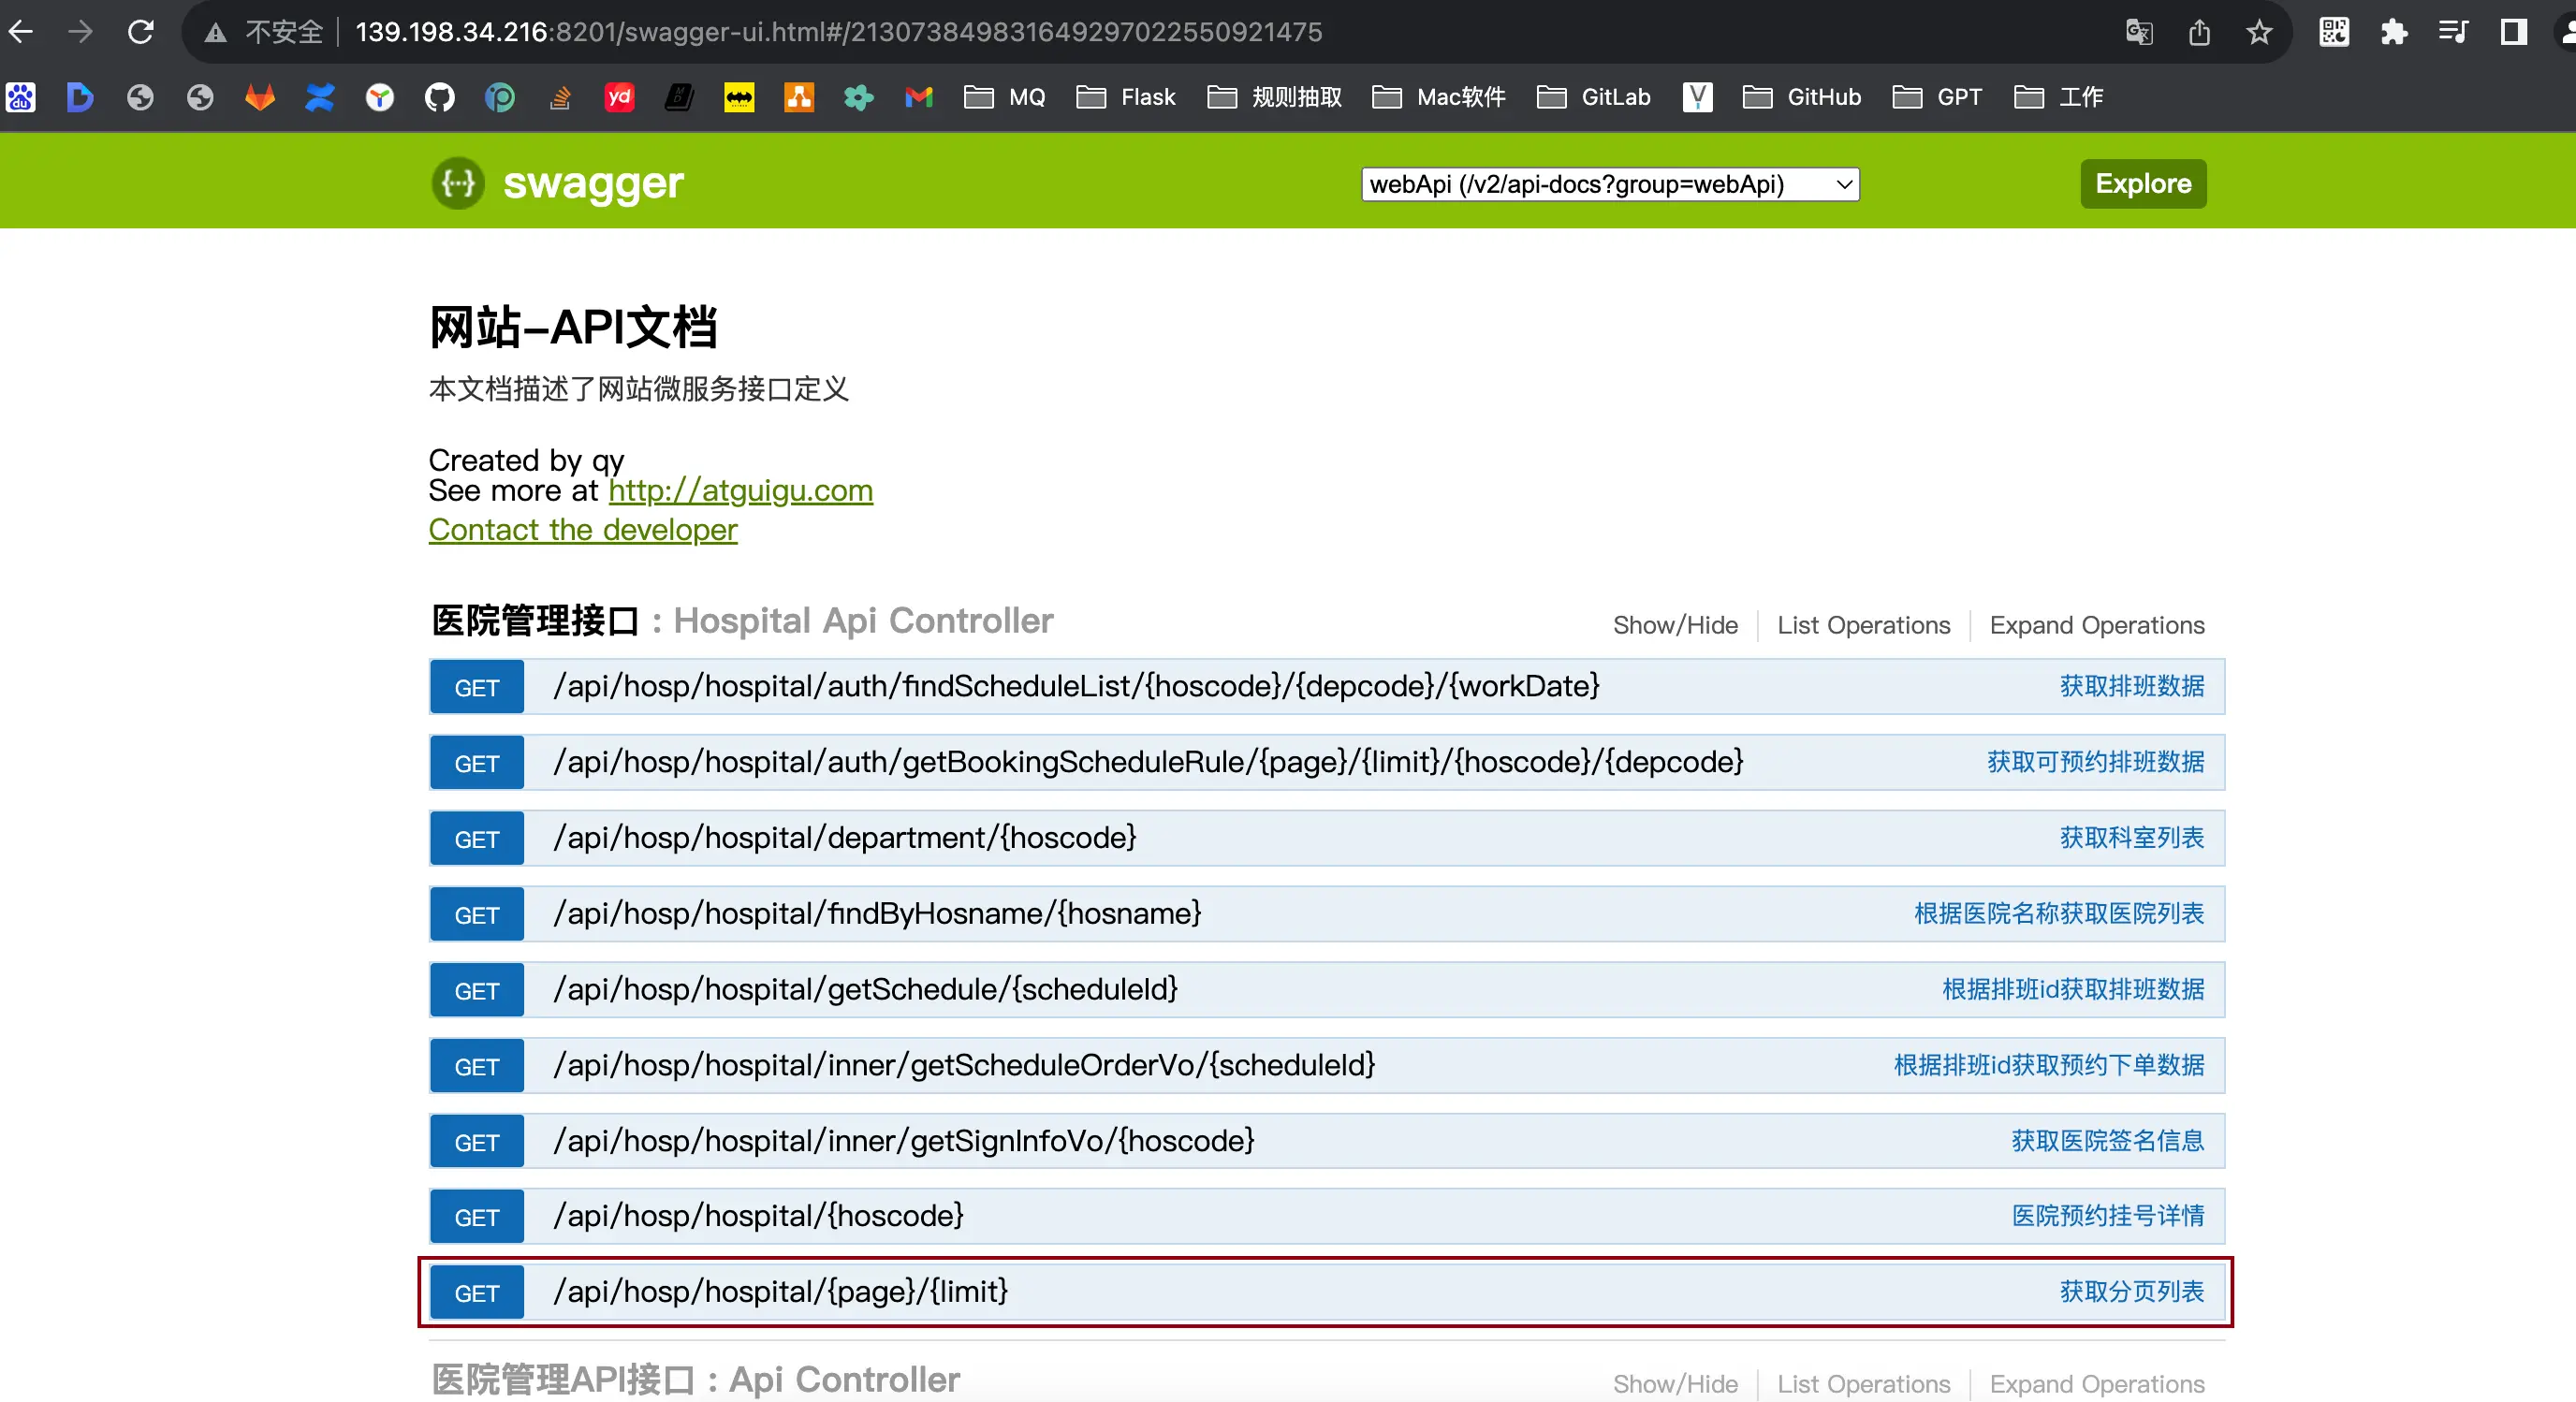 不安全 139.198.34.216:8201/swagger-ui.html#/213073849831649297022550921475
MQ Flask 规则抽取 Mac软件 GitLab GitHub GPT 工作
swagger webApi (/v2/api-docs?group=webApi) Explore
网站-API文档
本文档描述了网站微服务接口定义
Created by qy
See more at http://atguigu.com
Contact the developer
医院管理接口 : Hospital Api Controller Show/Hide List Operations Expand Operations
GET /api/hosp/hospital/auth/findScheduleList/{hoscode}/{depcode}/{workDate} 获取排班数据
GET /api/hosp/hospital/auth/getBookingScheduleRule/{page}/{limit}/{hoscode}/{depcode} 获取可预约排班数据
GET /api/hosp/hospital/department/{hoscode} 获取科室列表
GET /api/hosp/hospital/findByHosname/{hosname} 根据医院名称获取医院列表
GET /api/hosp/hospital/getSchedule/{scheduleId} 根据排班id获取排班数据
GET /api/hosp/hospital/inner/getScheduleOrderVo/{scheduleId} 根据排班id获取预约下单数据
GET /api/hosp/hospital/inner/getSignInfoVo/{hoscode} 获取医院签名信息
GET /api/hosp/hospital/{hoscode} 医院预约挂号详情
GET /api/hosp/hospital/{page}/{limit} 获取分页列表
医院管理API接口 : Api Controller Show/Hide List Operations Expand Operations